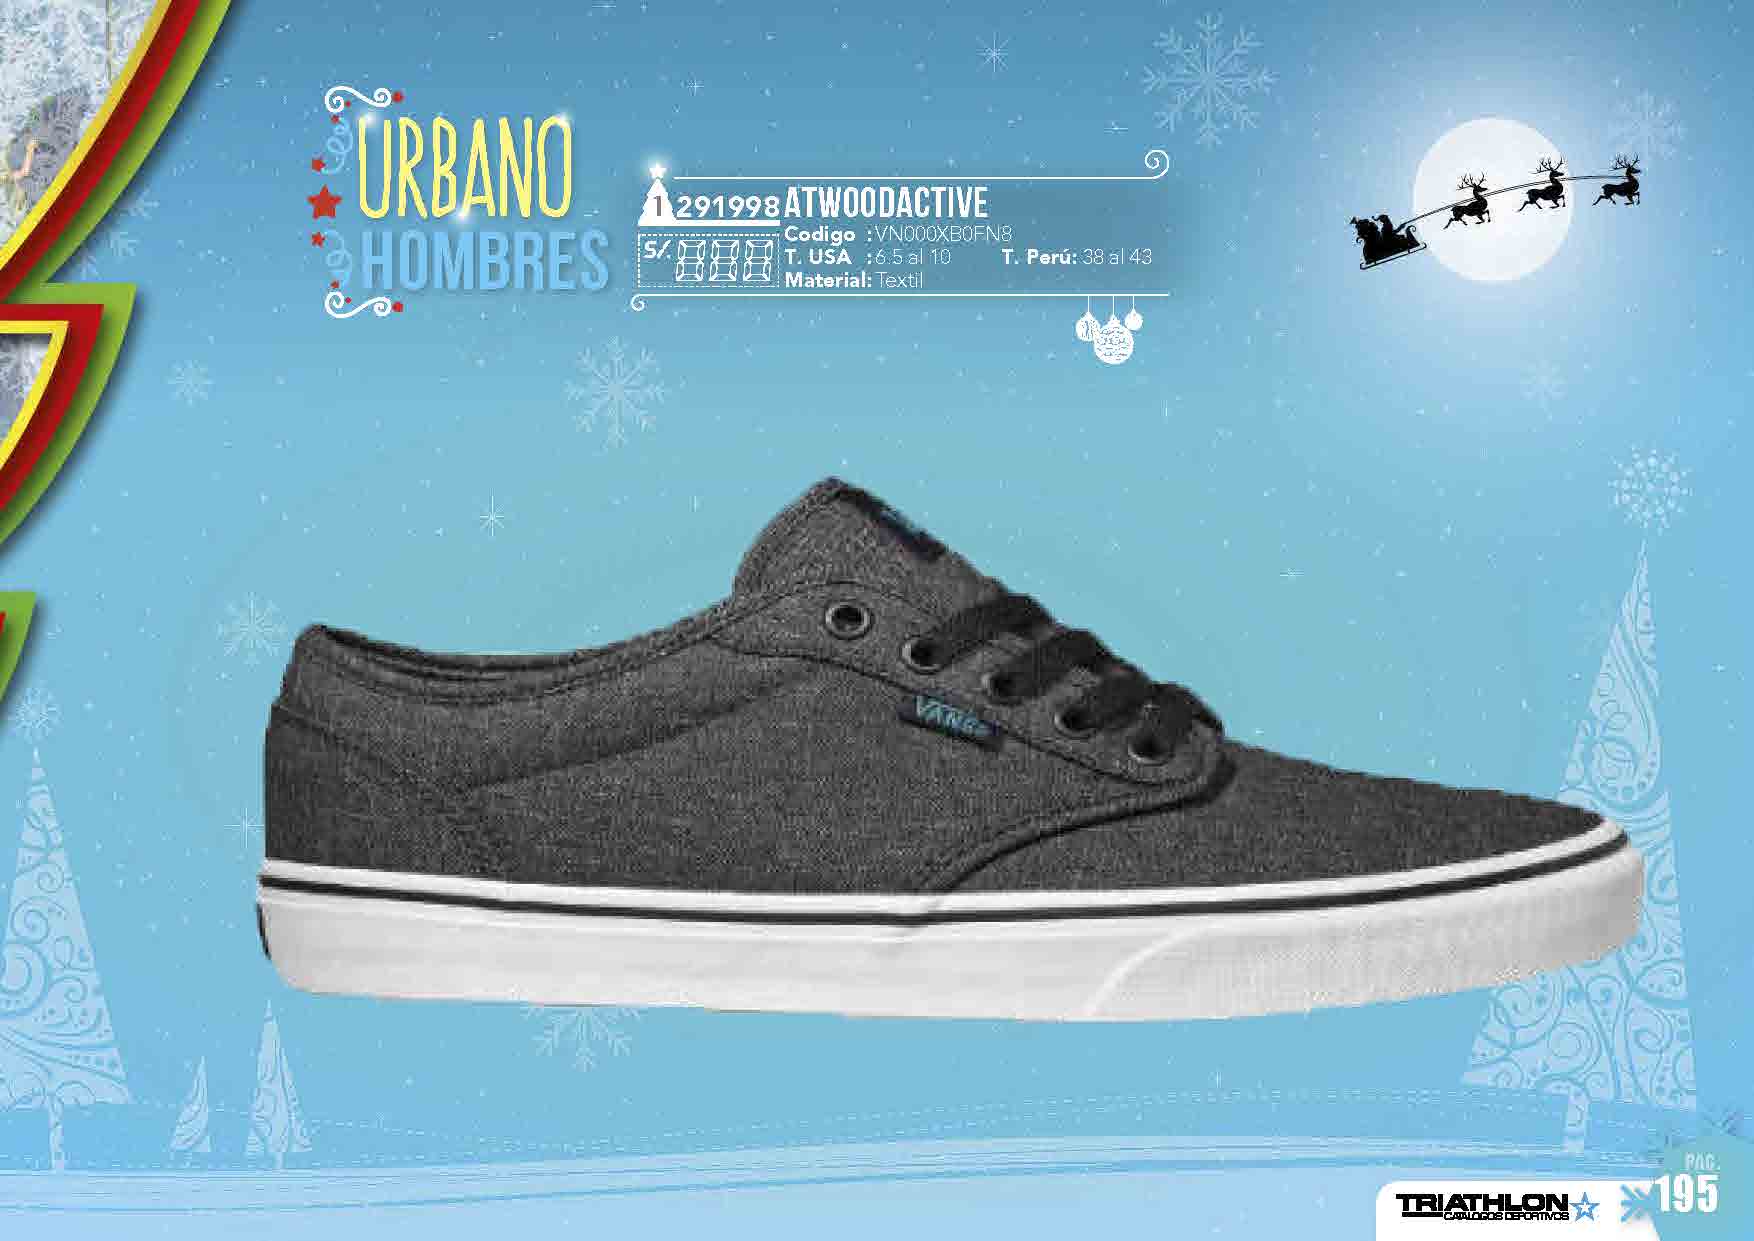 URBANO
HOMBRES
1 291998 ATWOODACTIVE
S/. 888
Codigo : VN000XB0FN8
T. USA : 6.5 al 10 T. Perú: 38 al 43
Material: Textil
VANS
PAG.
195
TRIATHLON
CATALOGOS DEPORTIVOS